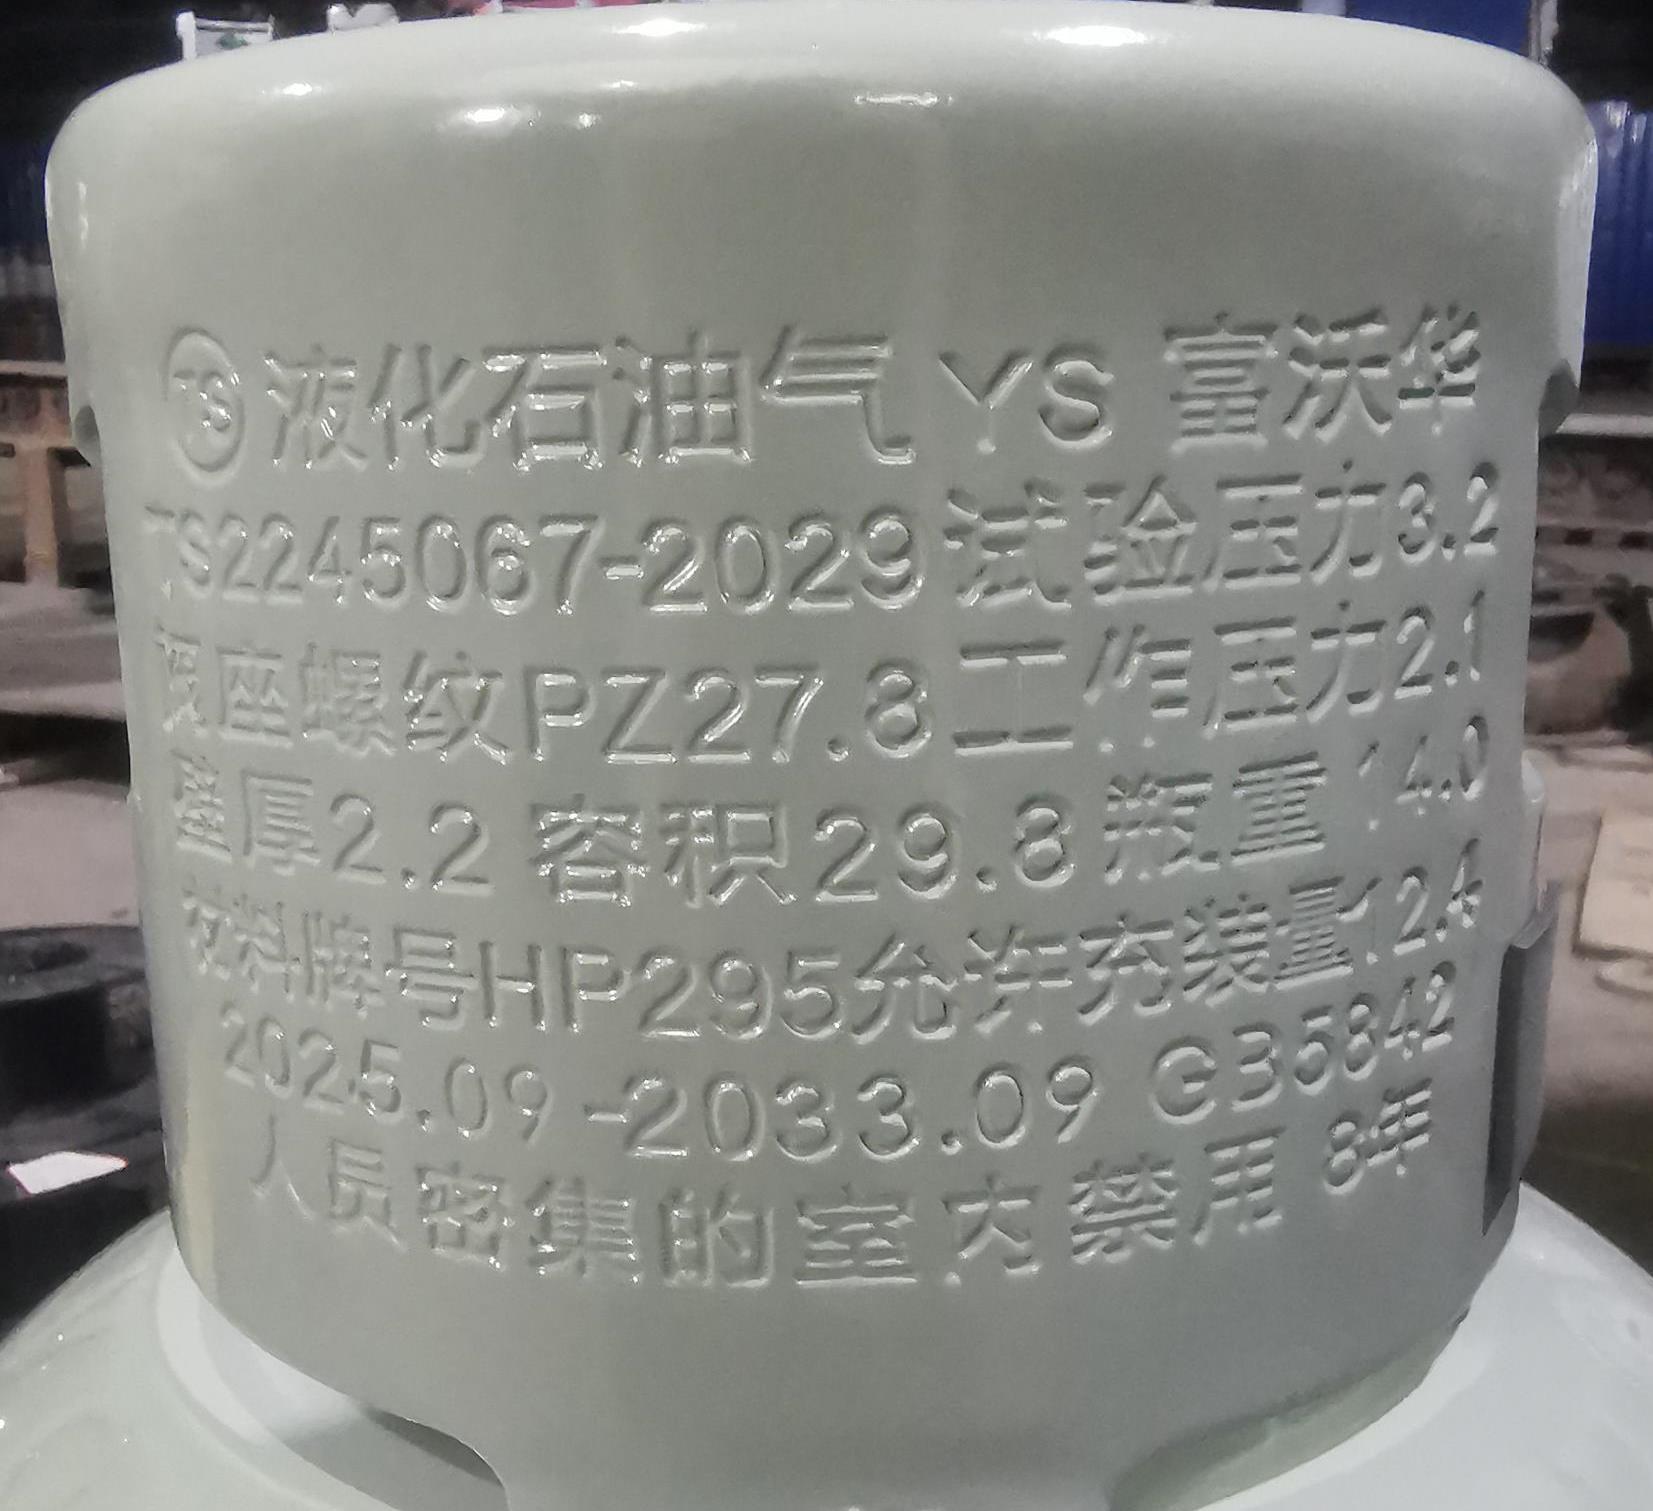 TS 液化石油气 YS 富沃华
TS2245067-2029 试验压力3.2
阀座螺纹PZ27.8 工作压力2.1
壁厚2.2 容积29.8 瓶重14.0
材料牌号HP295允许充装量12.4
2025.09-2033.09 GB5842
人员密集的室内禁用 8年